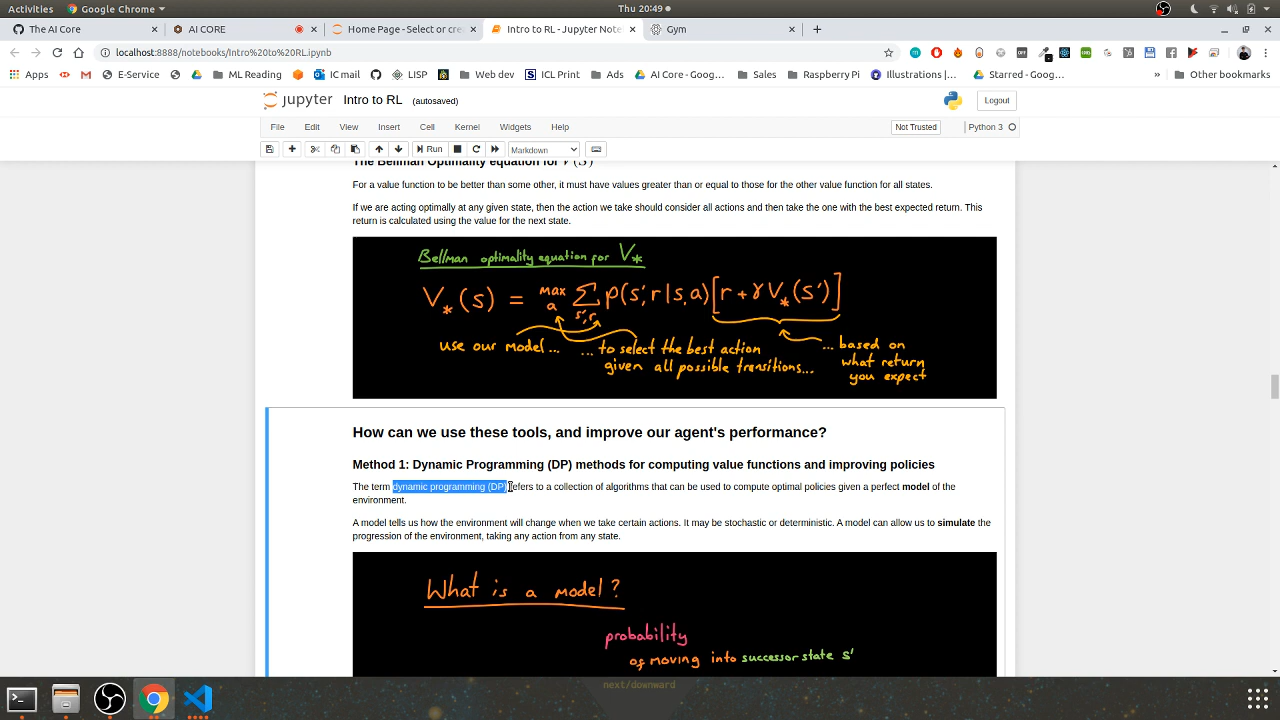 Activities
Google Chrome
Thu 20:49
The AI Core
AI CORE
Home Page - Select or cre
Intro to RL - Jupyter Note
Gym
localhost:8888/notebooks/Intro%20to%20RL.ipynb
Apps
E-Service
ML Reading
IC mail
LISP
Web dev
ICL Print
Ads
AI Core - Goog...
Sales
Raspberry Pi
Illustrations |...
Starred - Goog...
»
Other bookmarks
jupyter
Intro to RL
(autosaved)
Logout
File
Edit
View
Insert
Cell
Kernel
Widgets
Help
Not Trusted
Python 3
Run
Markdown
The Bellman Optimality equation for V(S)
For a value function to be better than some other, it must have values greater than or equal to those for the other value function for all states.
If we are acting optimally at any given state, then the action we take should consider all actions and then take the one with the best expected return. This
return is calculated using the value for the next state.
Bellman optimality equation for V*
V*(s) = max a Σ s',r p(s',r|s,a)[r+γV*(s')]
use our model...
... to select the best action
given all possible transitions...
... based on
what return
you expect
How can we use these tools, and improve our agent's performance?
Method 1: Dynamic Programming (DP) methods for computing value functions and improving policies
The term dynamic programming (DP) refers to a collection of algorithms that can be used to compute optimal policies given a perfect model of the
environment.
A model tells us how the environment will change when we take certain actions. It may be stochastic or deterministic. A model can allow us to simulate the
progression of the environment, taking any action from any state.
What is a model?
probability
of moving into successor state s'
next/downward